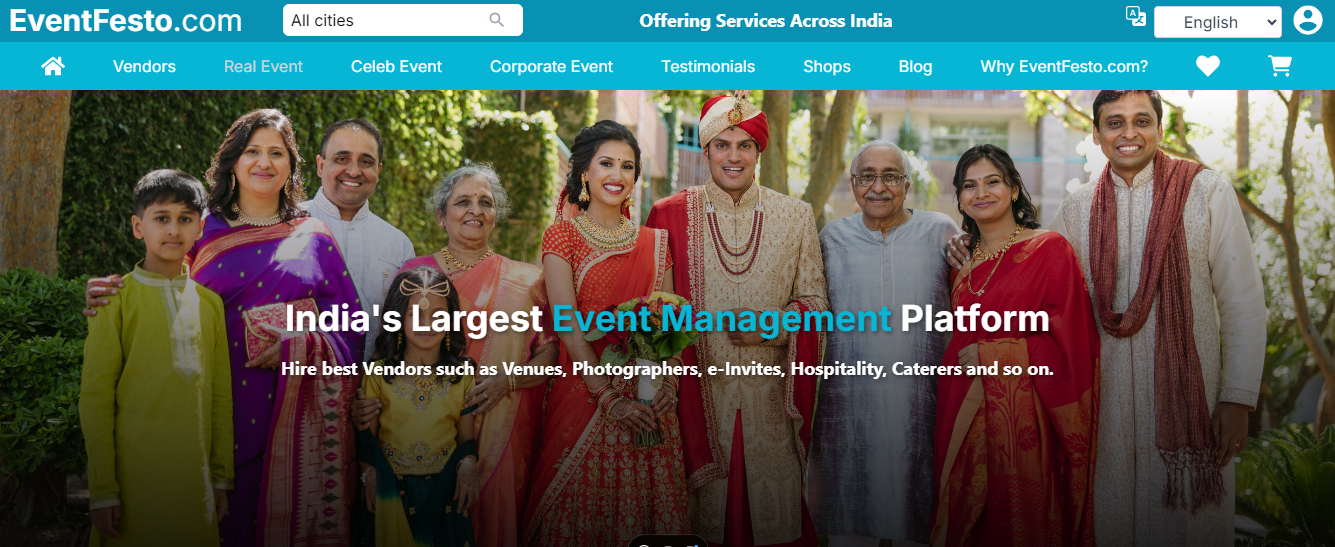 EventFesto.com
All cities
Offering Services Across India
English
Vendors
Real Event
Celeb Event
Corporate Event
Testimonials
Shops
Blog
Why EventFesto.com?
India's Largest Event Management Platform
Hire best Vendors such as Venues, Photographers, e-Invites, Hospitality, Caterers and so on.